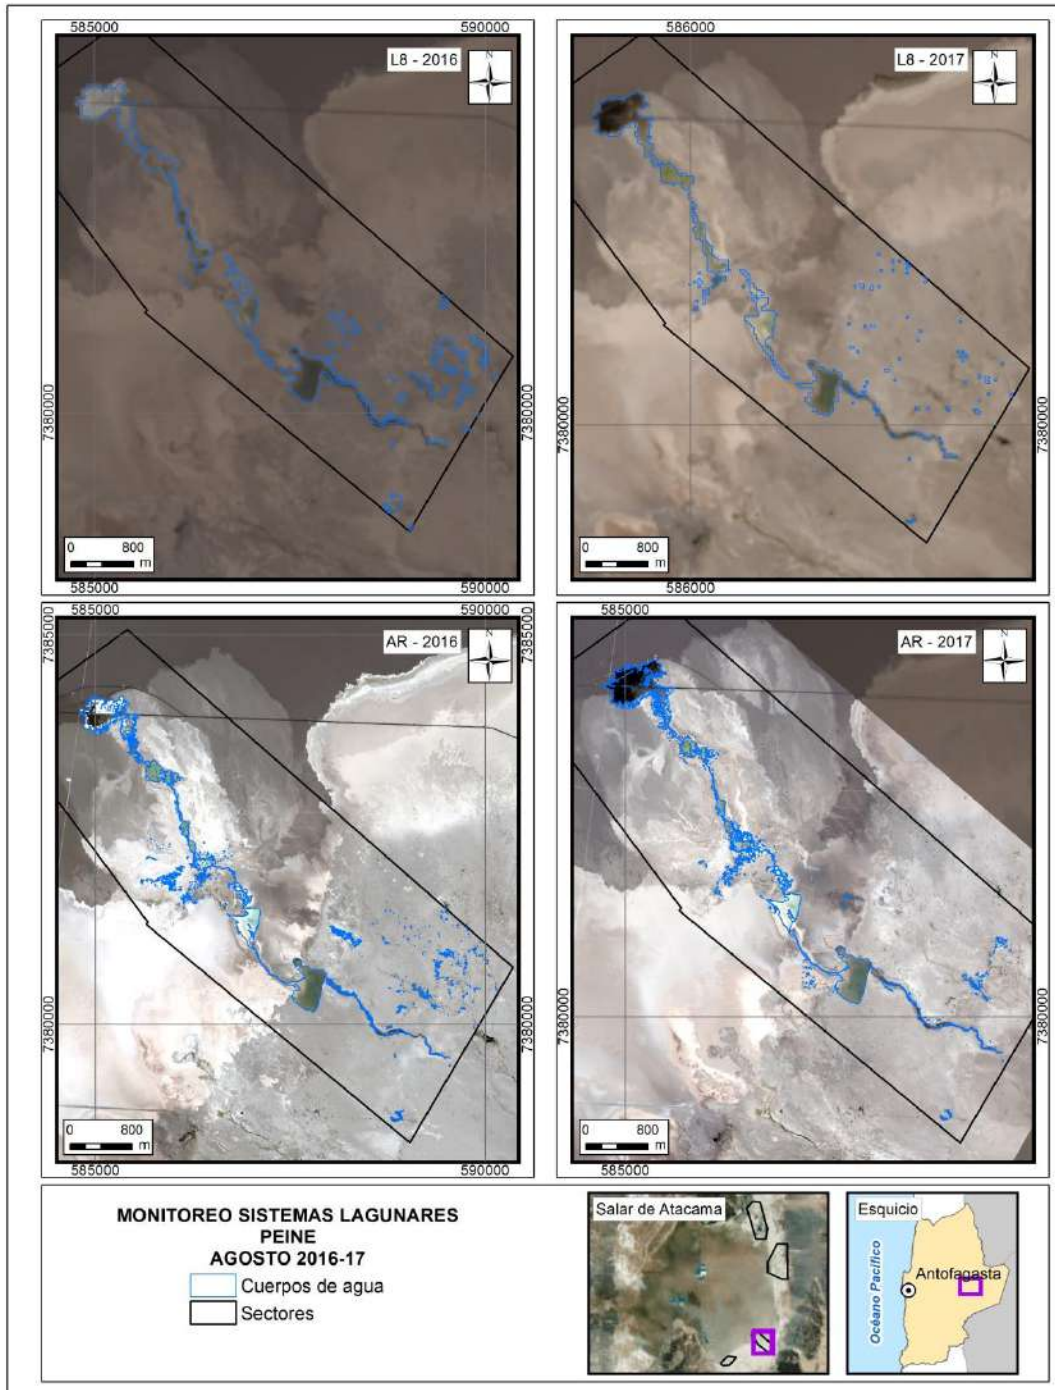 585000
590000
L8 - 2016
N
7380000
7380000
0 800
m
585000
590000
586000
L8 - 2017
N
7380000
7380000
0 800
m
586000
585000
590000
AR - 2016
N
7385000
7385000
7380000
7380000
0 800
m
585000
590000
585000
AR - 2017
N
7380000
7380000
0 800
m
585000
MONITOREO SISTEMAS LAGUNARES
PEINE
AGOSTO 2016-17
Cuerpos de agua
Sectores
Salar de Atacama
Esquicio
Océano Pacífico
Antofagasta